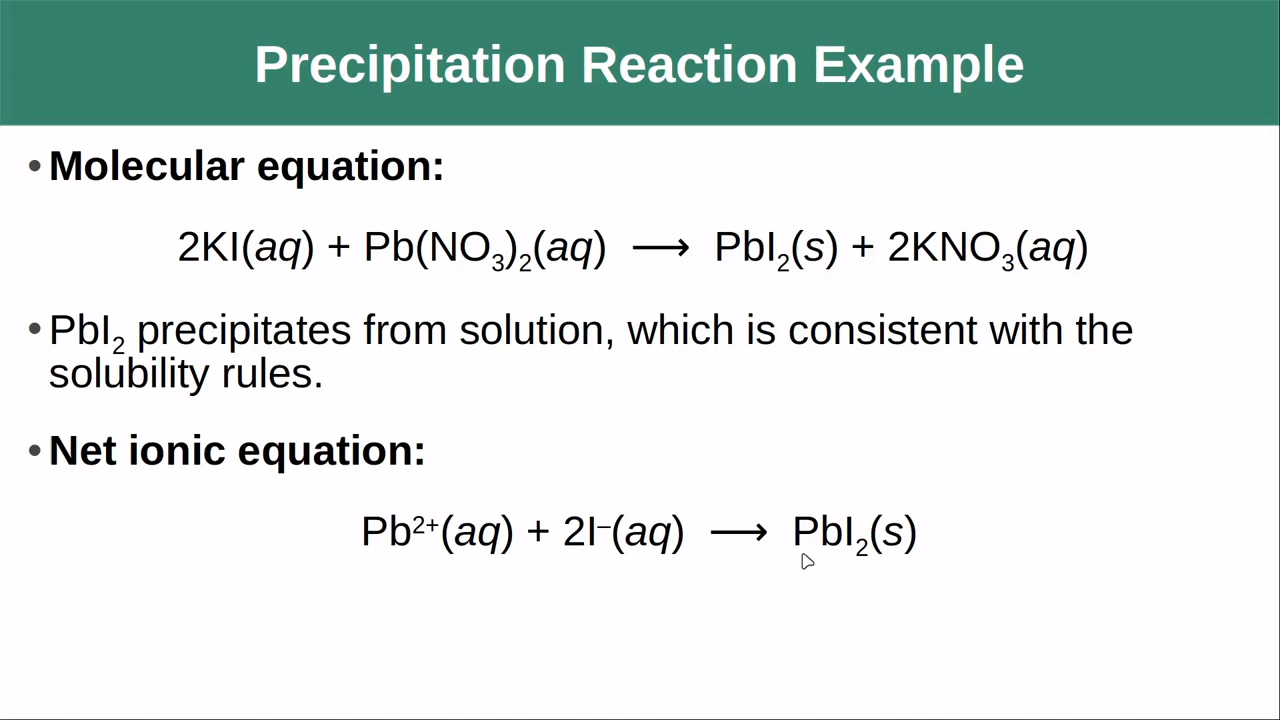 Precipitation Reaction Example
• Molecular equation:
2KI(aq) + Pb(NO₃)₂(aq) ⟶ PbI₂(s) + 2KNO₃(aq)
• PbI₂ precipitates from solution, which is consistent with the
solubility rules.
• Net ionic equation:
Pb²⁺(aq) + 2I⁻(aq) ⟶ PbI₂(s)